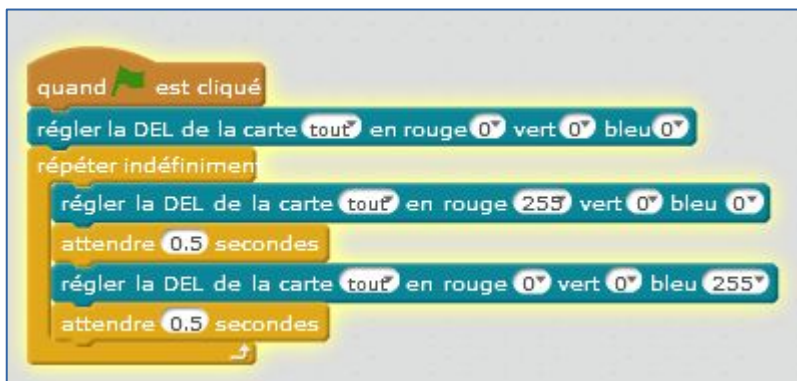 quand est cliqué
régler la DEL de la carte tout en rouge 0 vert 0 bleu 0
répéter indéfiniment
régler la DEL de la carte tout en rouge 255 vert 0 bleu 0
attendre 0.5 secondes
régler la DEL de la carte tout en rouge 0 vert 0 bleu 255
attendre 0.5 secondes